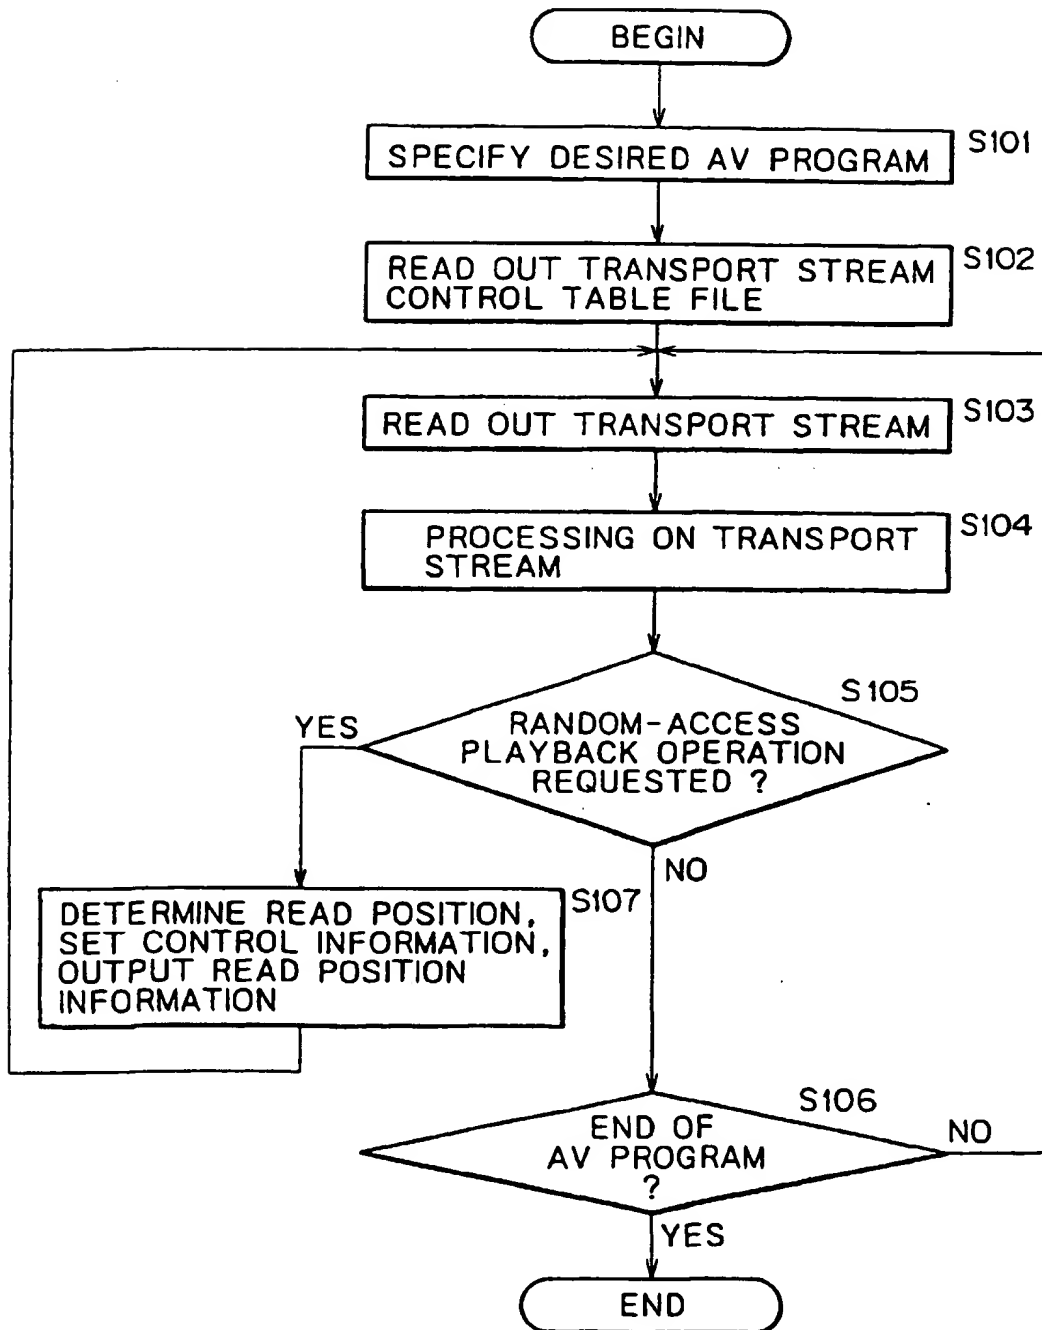 BEGIN
SPECIFY DESIRED AV PROGRAM
S101
READ OUT TRANSPORT STREAM
CONTROL TABLE FILE
S102
READ OUT TRANSPORT STREAM
S103
PROCESSING ON TRANSPORT
STREAM
S104
S105
RANDOM-ACCESS
PLAYBACK OPERATION
REQUESTED ?
YES
NO
DETERMINE READ POSITION,
SET CONTROL INFORMATION,
OUTPUT READ POSITION
INFORMATION
S107
S106
END OF
AV PROGRAM
?
NO
YES
END